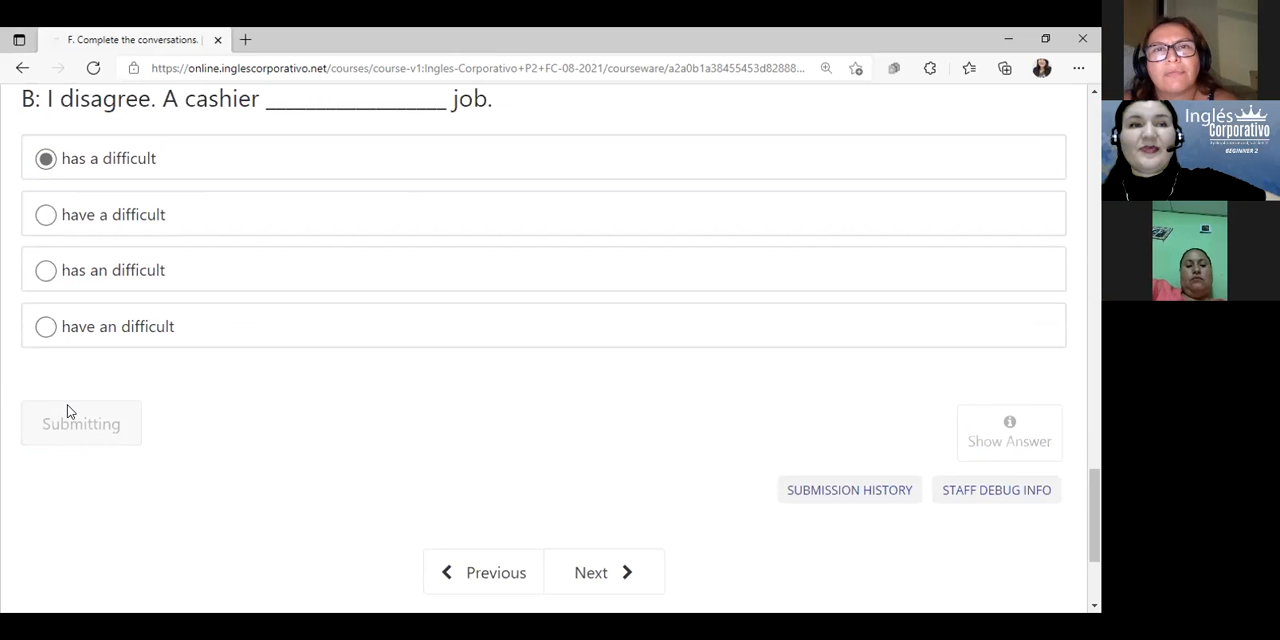 F. Complete the conversations. |
https://online.inglescorporativo.net/courses/course-v1:Ingles-Corporativo+P2+FC-08-2021/courseware/a2a0b1a38455453d82888...
B: I disagree. A cashier _________________ job.
has a difficult
have a difficult
has an difficult
have an difficult
Submitting
Show Answer
SUBMISSION HISTORY
STAFF DEBUG INFO
Previous
Next
Inglés
Corporativo
BEGINNER 2